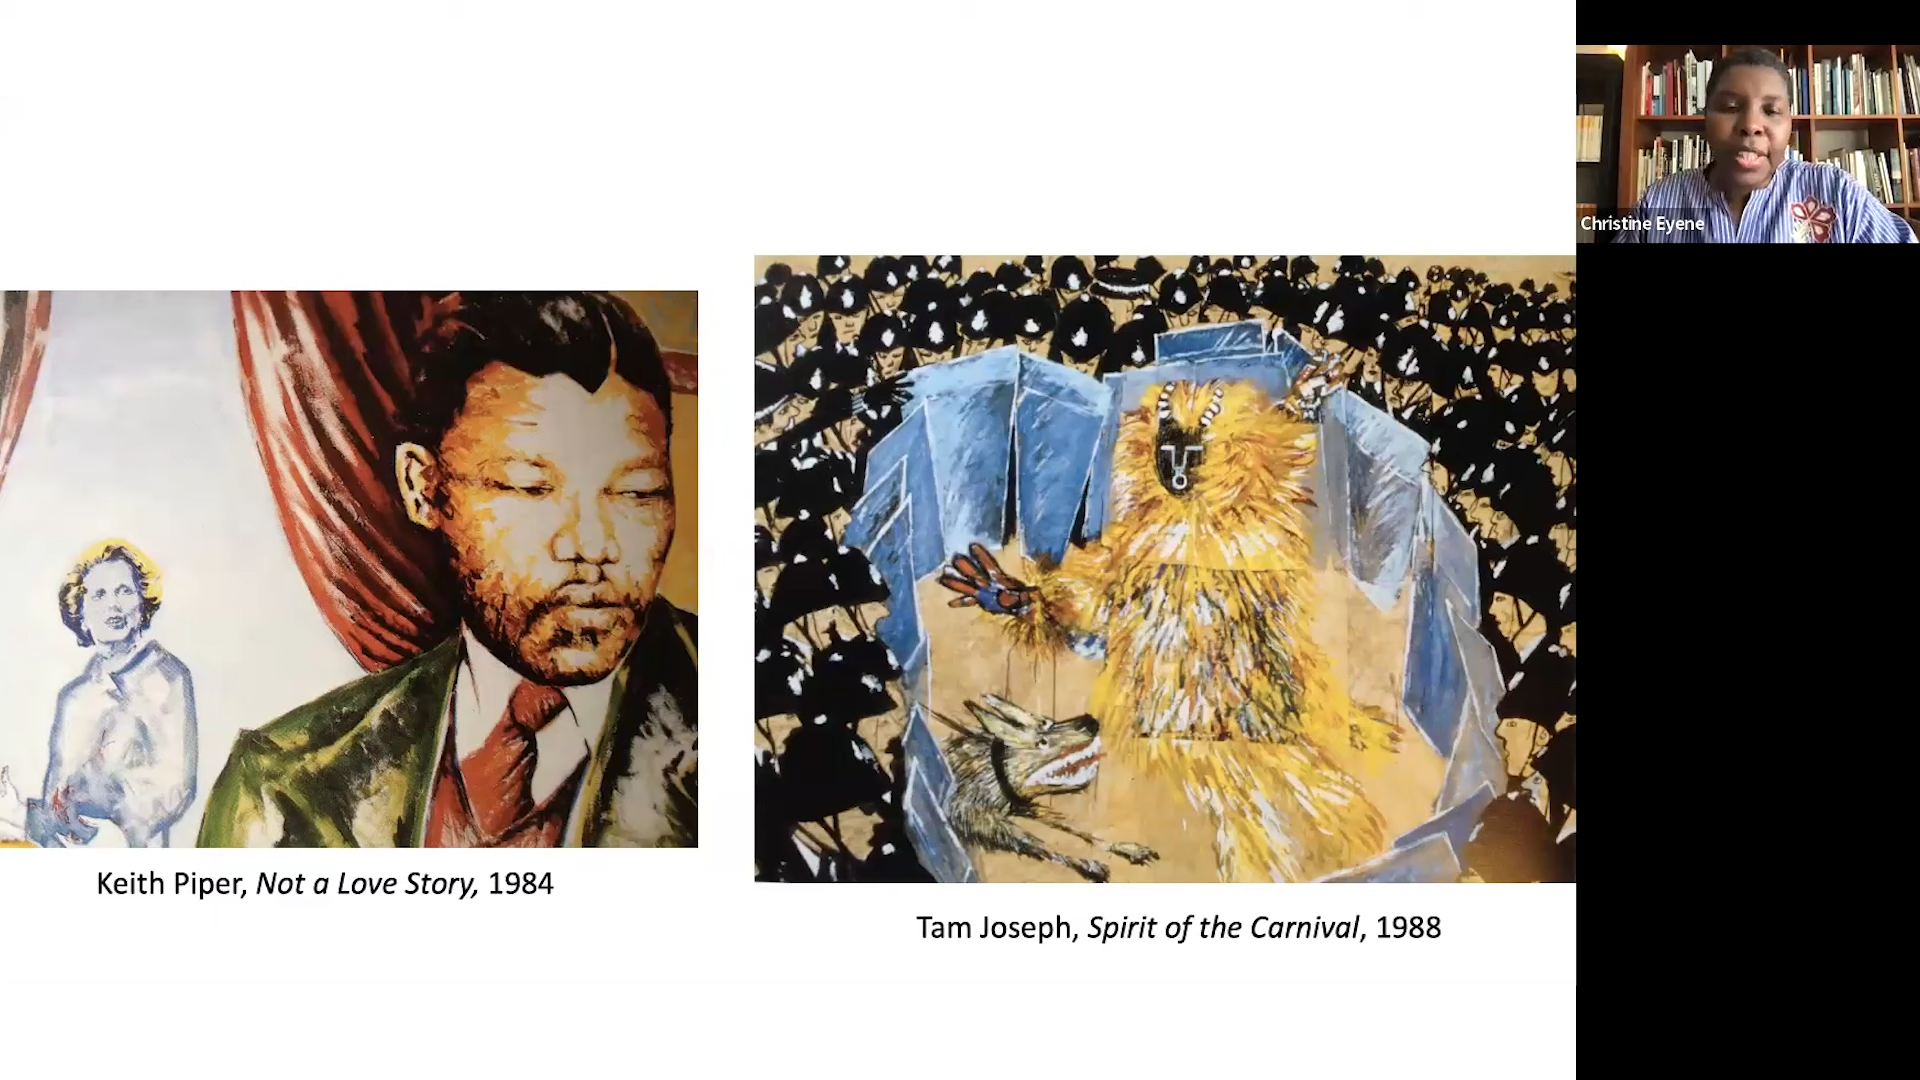 Christine Eyene
Keith Piper, Not a Love Story, 1984
Tam Joseph, Spirit of the Carnival, 1988